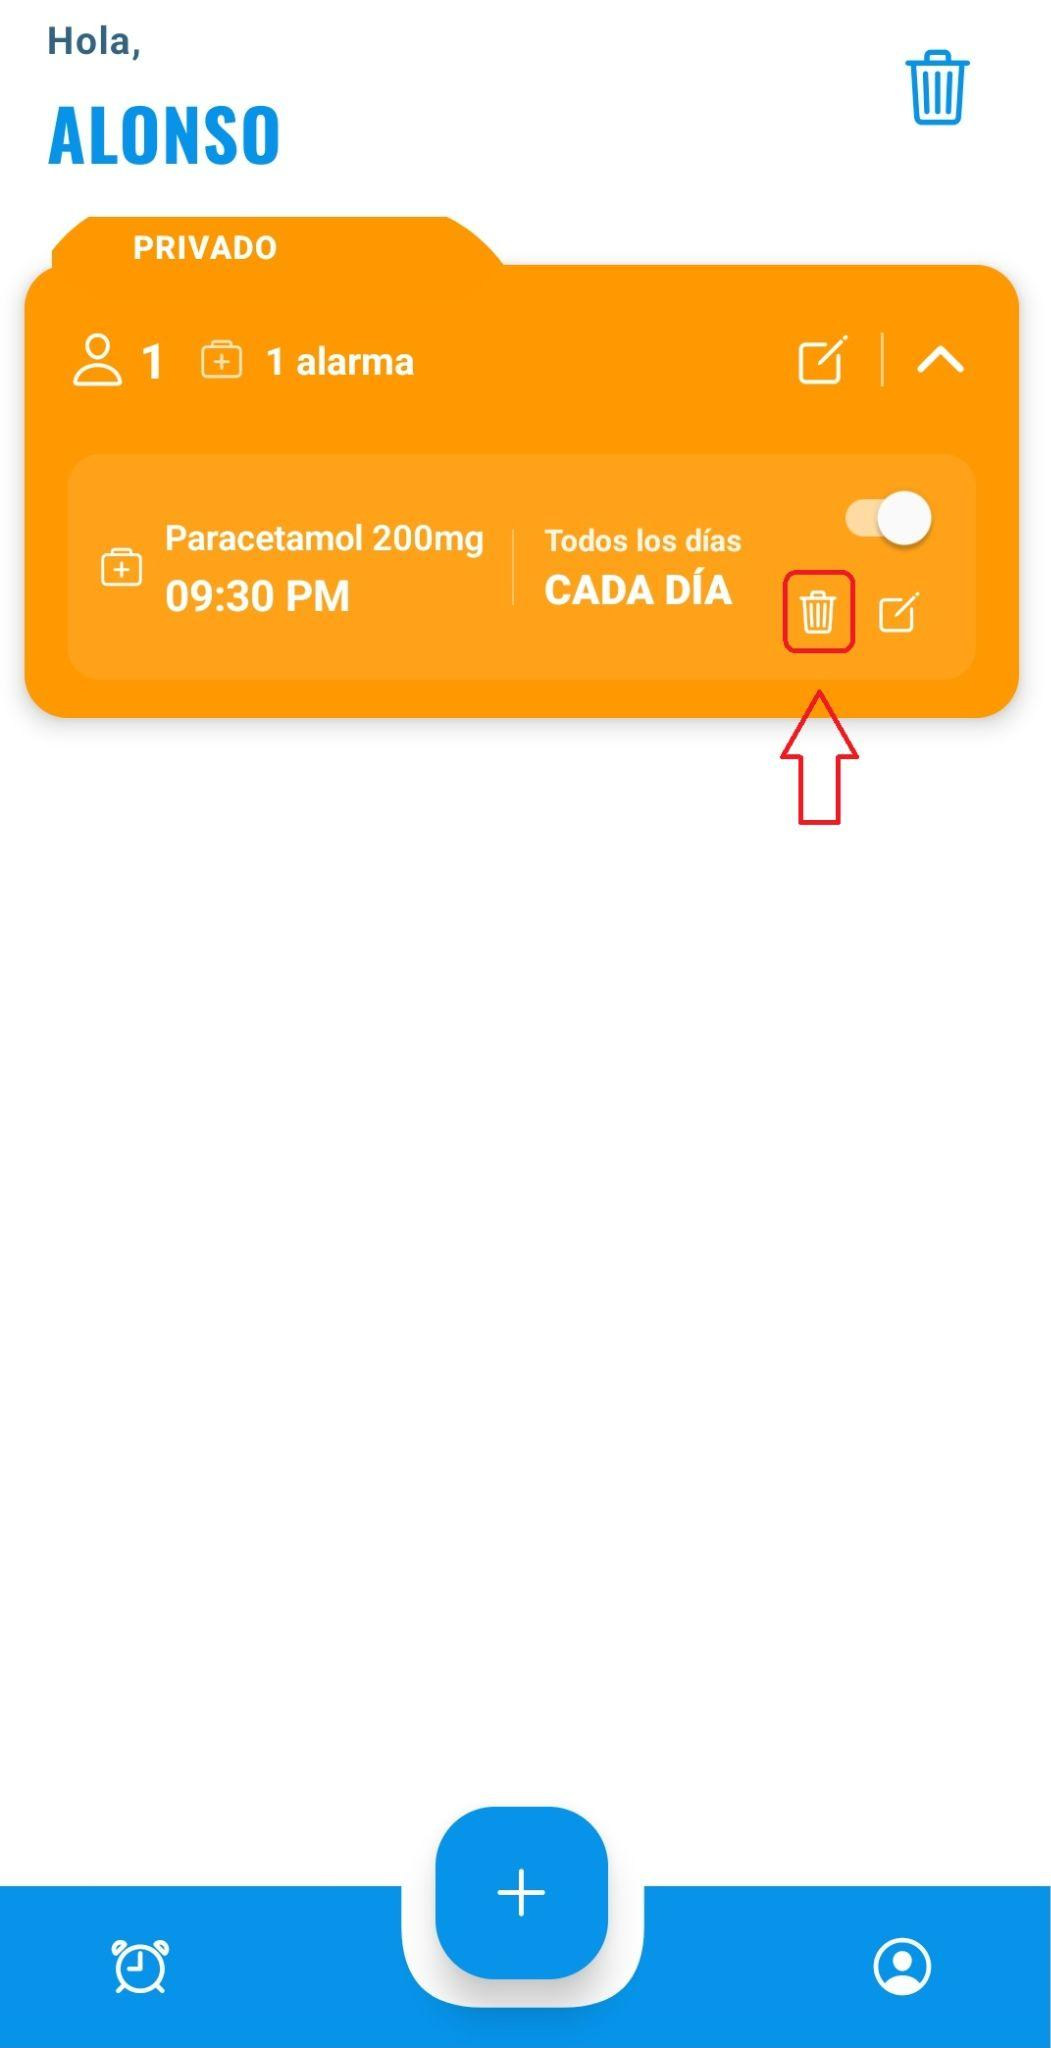 Hola,
ALONSO
PRIVADO
1 1 alarma
Paracetamol 200mg
09:30 PM
Todos los días
CADA DÍA